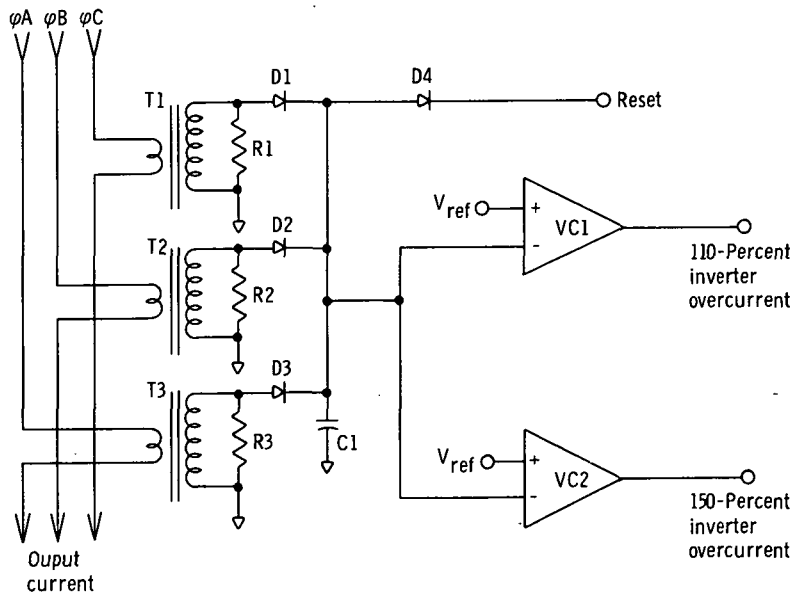 φA φB φC
T1
D1
D4
Reset
R1
Vref
+
VC1
-
110-Percent
inverter
overcurrent
D2
T2
R2
D3
T3
R3
C1
Vref
+
VC2
-
150-Percent
inverter
overcurrent
Ouput
current